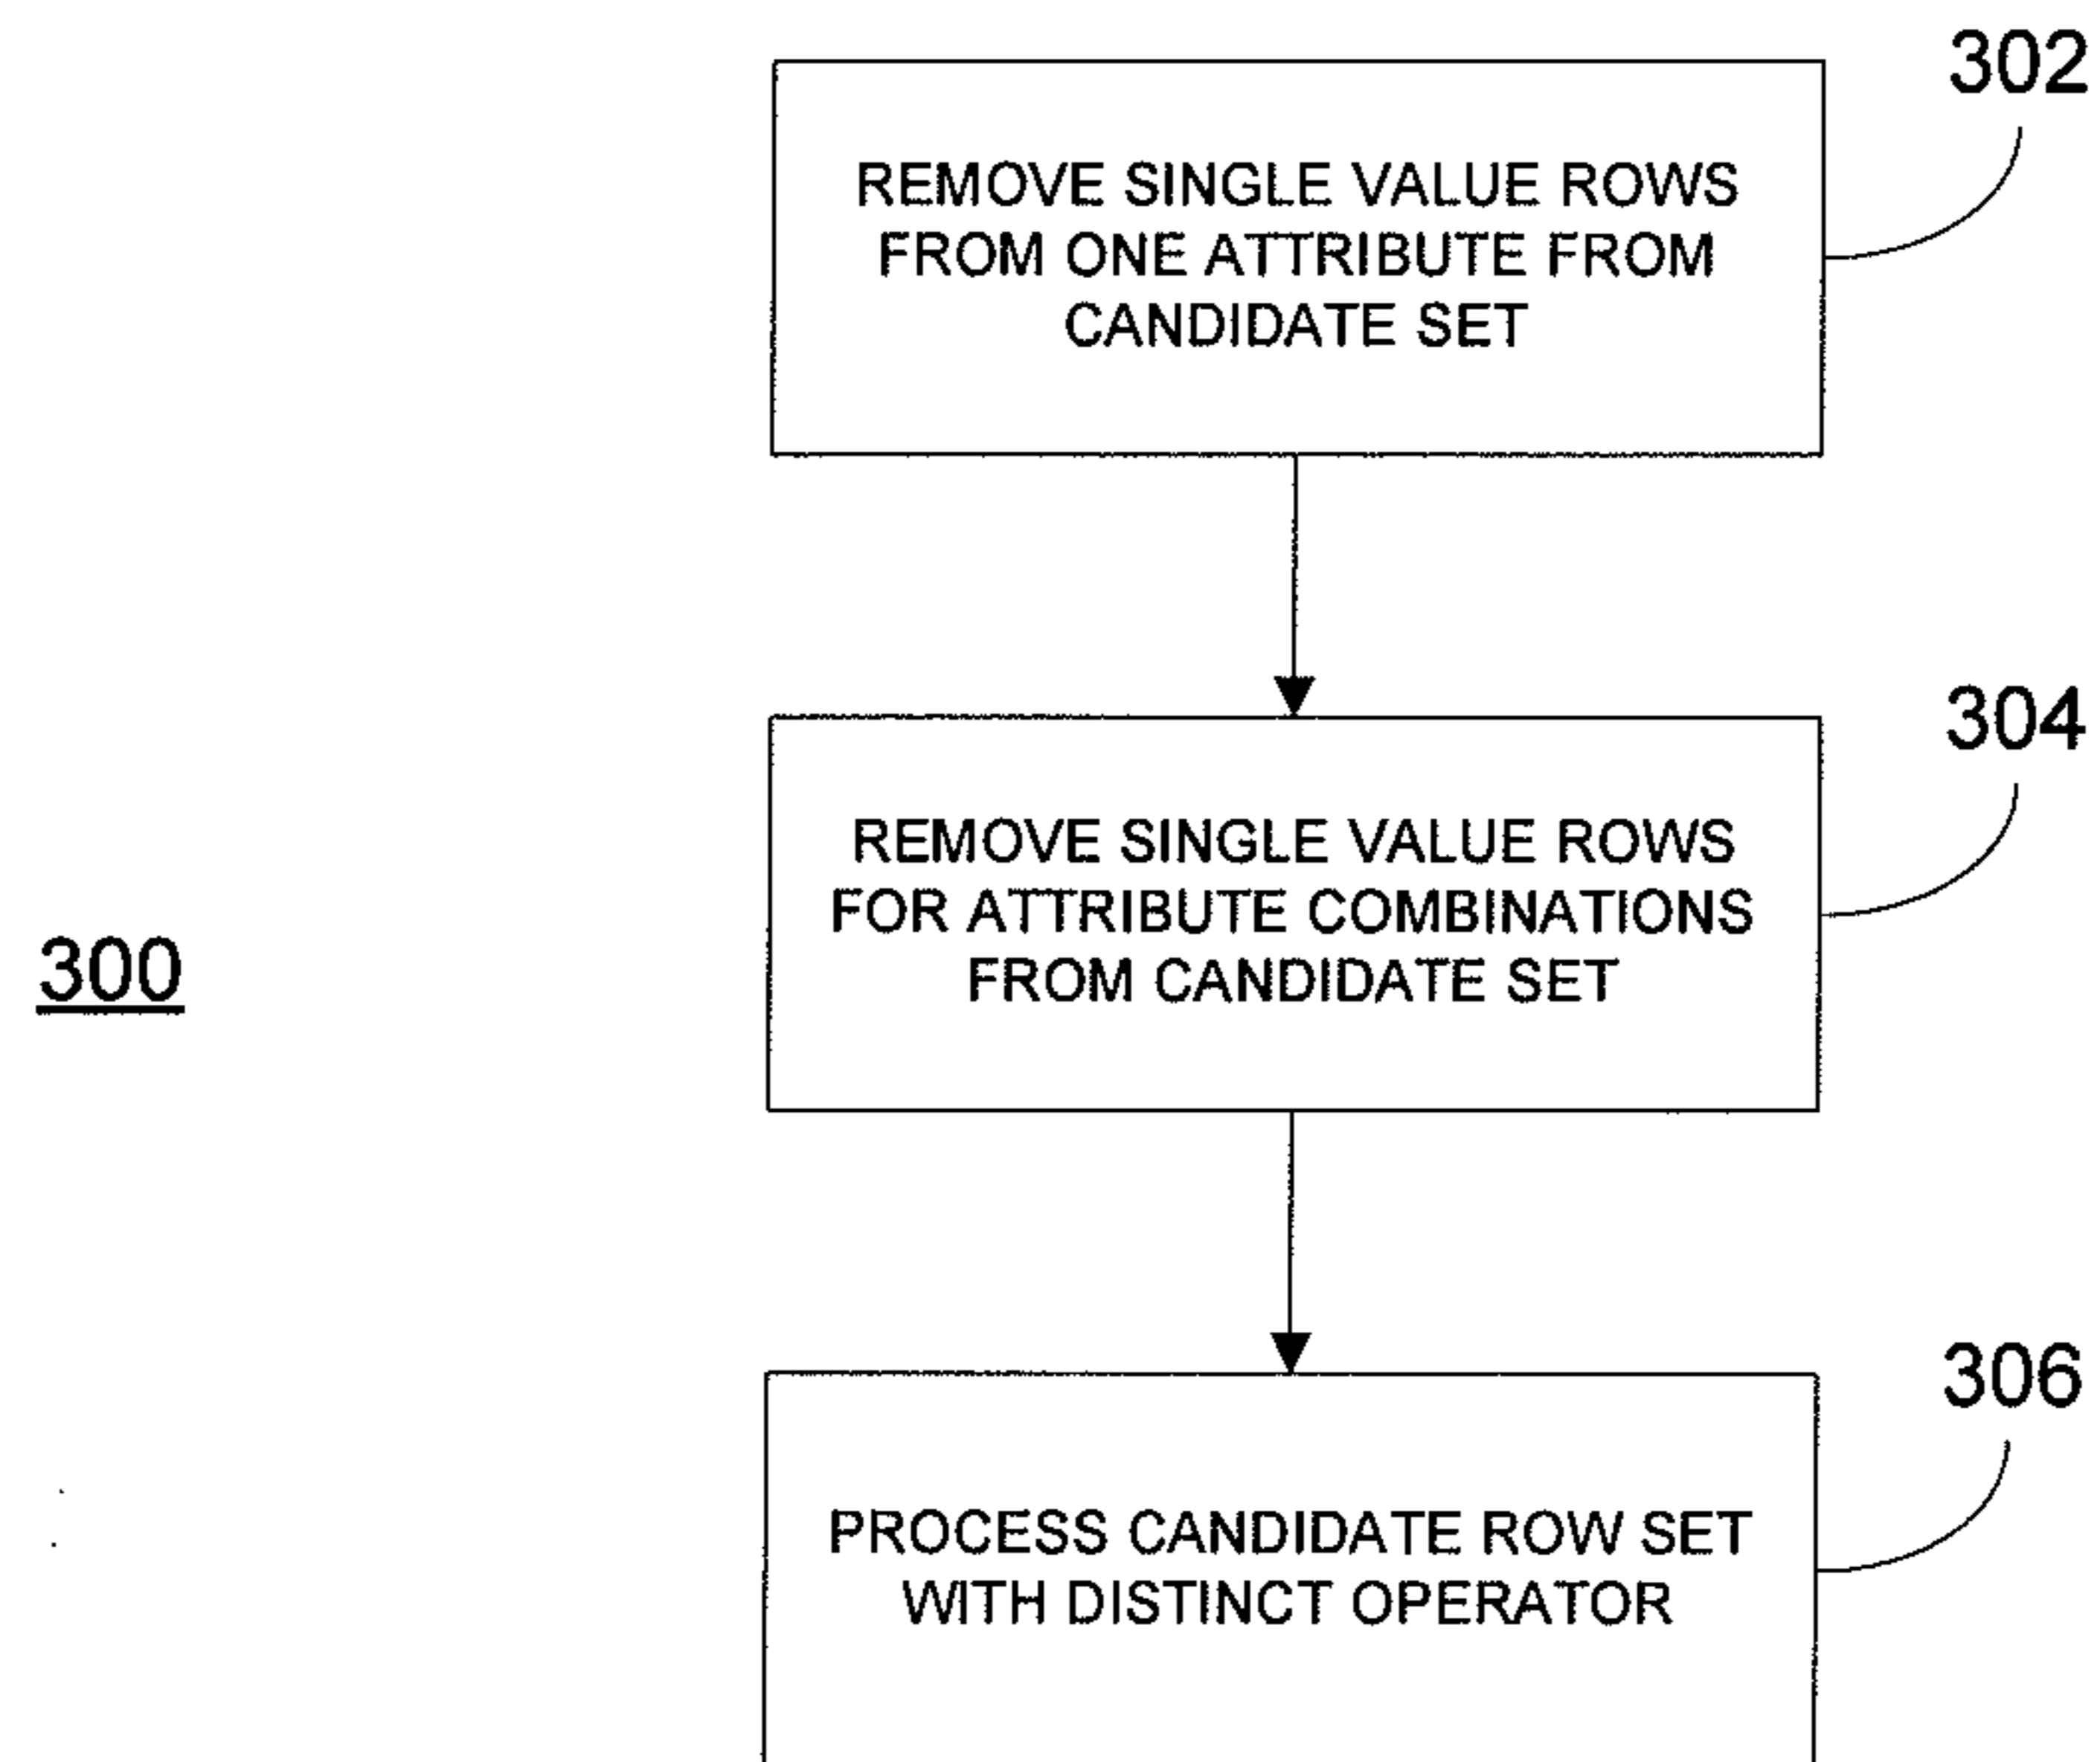 302
REMOVE SINGLE VALUE ROWS
FROM ONE ATTRIBUTE FROM
CANDIDATE SET
304
REMOVE SINGLE VALUE ROWS
FOR ATTRIBUTE COMBINATIONS
FROM CANDIDATE SET
300
306
PROCESS CANDIDATE ROW SET
WITH DISTINCT OPERATOR